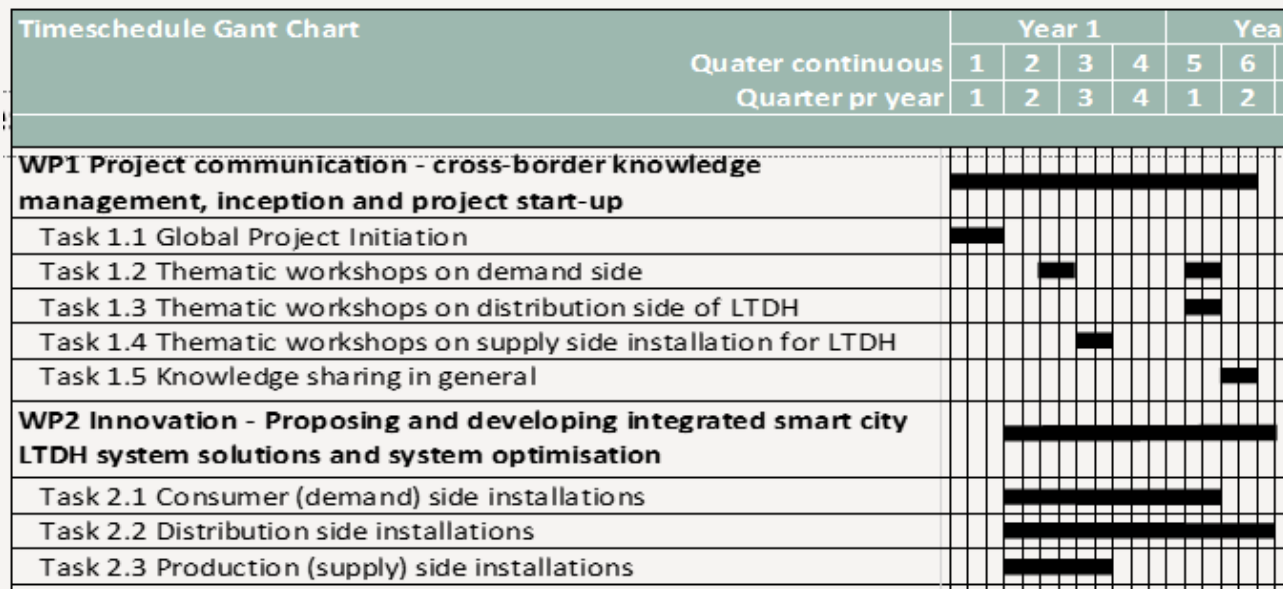 Timeschedule Gant Chart
Year 1
Yea
Quater continuous 1 2 3 4 5 6
Quarter pr year 1 2 3 4 1 2
WP1 Project communication - cross-border knowledge
management, inception and project start-up
Task 1.1 Global Project Initiation
Task 1.2 Thematic workshops on demand side
Task 1.3 Thematic workshops on distribution side of LTDH
Task 1.4 Thematic workshops on supply side installation for LTDH
Task 1.5 Knowledge sharing in general
WP2 Innovation - Proposing and developing integrated smart city
LTDH system solutions and system optimisation
Task 2.1 Consumer (demand) side installations
Task 2.2 Distribution side installations
Task 2.3 Production (supply) side installations